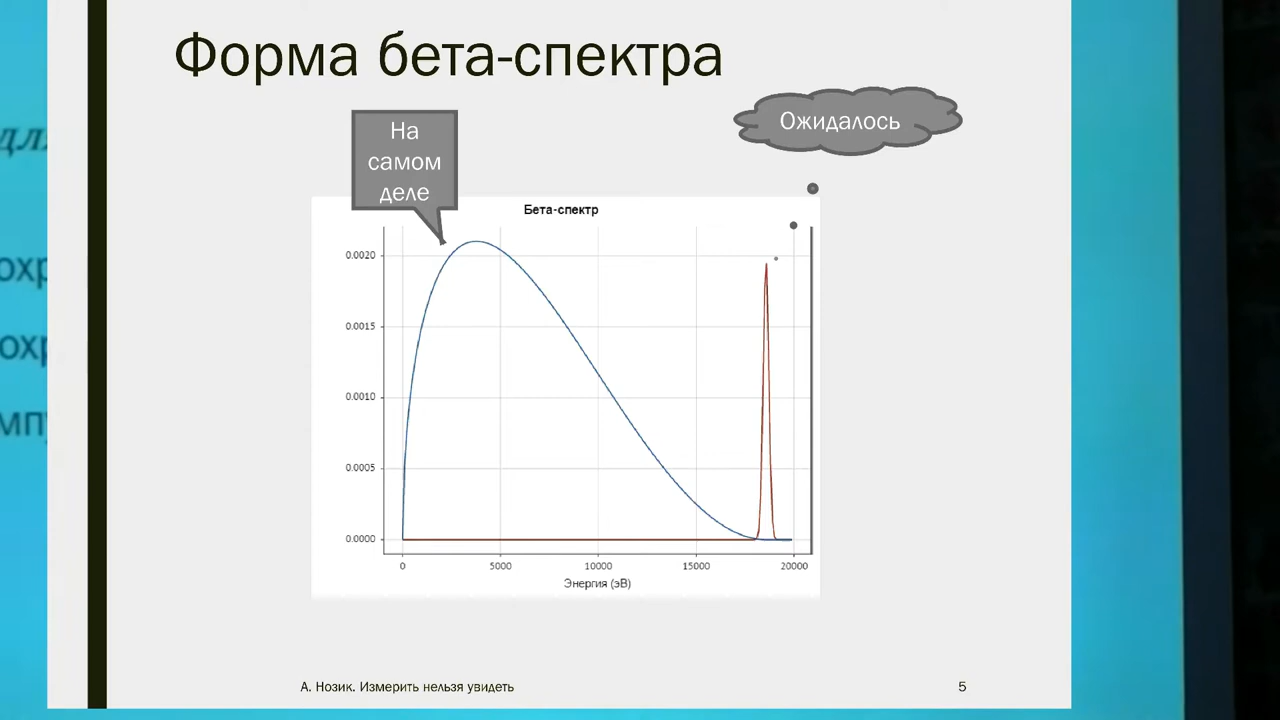 Форма бета-спектра
Ожидалось
На
самом
деле
Бета-спектр
0.0020
0.0015
0.0010
0.0005
0.0000
0
5000
10000
15000
20000
Энергия (эВ)
А. Нозик. Измерить нельзя увидеть
5